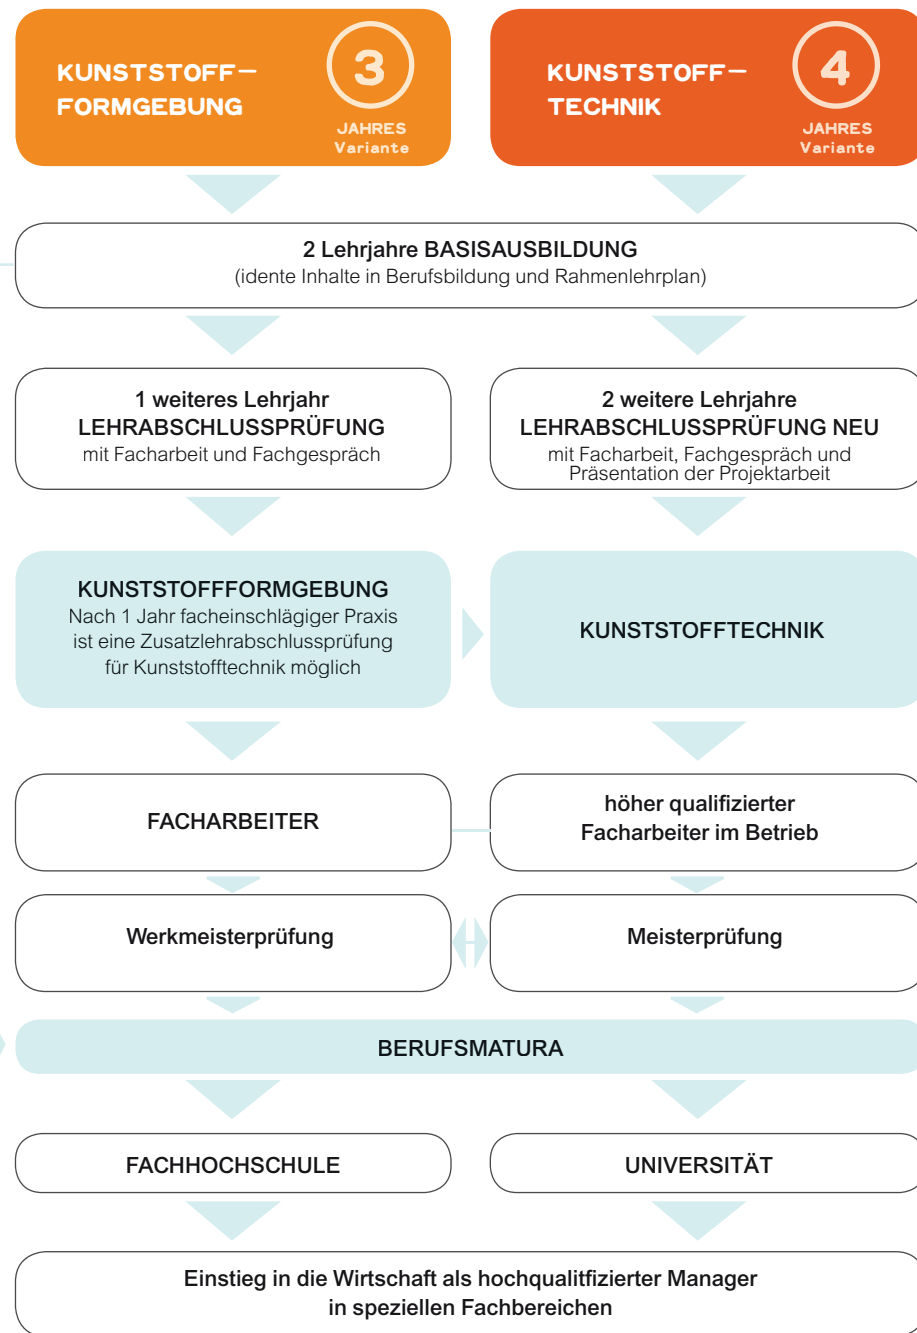 KUNSTSTOFF-
FORMGEBUNG
3
JAHRES
Variante
KUNSTSTOFF-
TECHNIK
4
JAHRES
Variante
2 Lehrjahre BASISAUSBILDUNG
(idente Inhalte in Berufsbildung und Rahmenlehrplan)
1 weiteres Lehrjahr
LEHRABSCHLUSSPRÜFUNG
mit Facharbeit und Fachgespräch
2 weitere Lehrjahre
LEHRABSCHLUSSPRÜFUNG NEU
mit Facharbeit, Fachgespräch und
Präsentation der Projektarbeit
KUNSTSTOFFFORMGEBUNG
Nach 1 Jahr facheinschlägiger Praxis
ist eine Zusatzlehrabschlussprüfung
für Kunststofftechnik möglich
KUNSTSTOFFTECHNIK
FACHARBEITER
höher qualifizierter
Facharbeiter im Betrieb
Werkmeisterprüfung
Meisterprüfung
BERUFSMATURA
FACHHOCHSCHULE
UNIVERSITÄT
Einstieg in die Wirtschaft als hochqualitfizierter Manager
in speziellen Fachbereichen